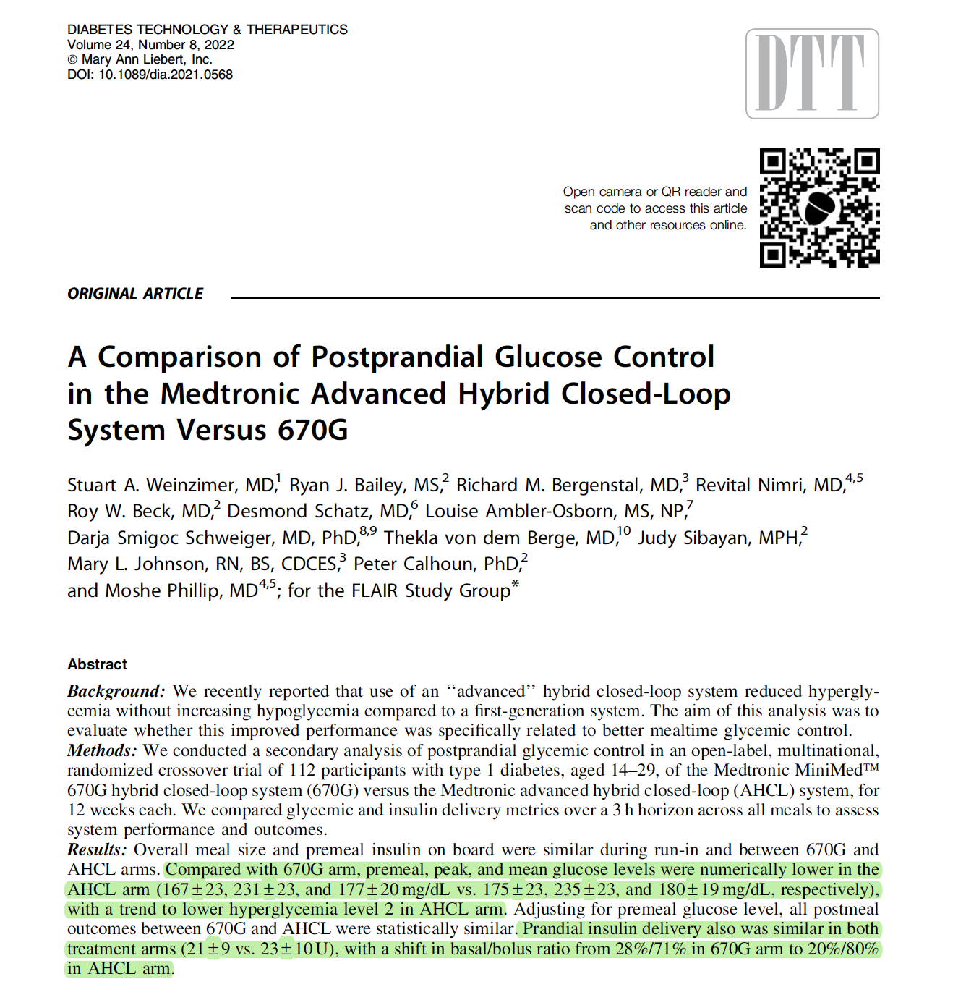 DIABETES TECHNOLOGY & THERAPEUTICS
Volume 24, Number 8, 2022
© Mary Ann Liebert, Inc.
DOI: 10.1089/dia.2021.0568
DTT
Open camera or QR reader and
scan code to access this article
and other resources online.
ORIGINAL ARTICLE
A Comparison of Postprandial Glucose Control
in the Medtronic Advanced Hybrid Closed-Loop
System Versus 670G
Stuart A. Weinzimer, MD,1 Ryan J. Bailey, MS,2 Richard M. Bergenstal, MD,3 Revital Nimri, MD,4,5
Roy W. Beck, MD,2 Desmond Schatz, MD,6 Louise Ambler-Osborn, MS, NP,7
Darja Smigoc Schweiger, MD, PhD,8,9 Thekla von dem Berge, MD,10 Judy Sibayan, MPH,2
Mary L. Johnson, RN, BS, CDCES,3 Peter Calhoun, PhD,2
and Moshe Phillip, MD4,5; for the FLAIR Study Group*
Abstract
Background: We recently reported that use of an ‘‘advanced’’ hybrid closed-loop system reduced hypergly-
cemia without increasing hypoglycemia compared to a first-generation system. The aim of this analysis was to
evaluate whether this improved performance was specifically related to better mealtime glycemic control.
Methods: We conducted a secondary analysis of postprandial glycemic control in an open-label, multinational,
randomized crossover trial of 112 participants with type 1 diabetes, aged 14–29, of the Medtronic MiniMed™
670G hybrid closed-loop system (670G) versus the Medtronic advanced hybrid closed-loop (AHCL) system, for
12 weeks each. We compared glycemic and insulin delivery metrics over a 3 h horizon across all meals to assess
system performance and outcomes.
Results: Overall meal size and premeal insulin on board were similar during run-in and between 670G and
AHCL arms. Compared with 670G arm, premeal, peak, and mean glucose levels were numerically lower in the
AHCL arm (167 ± 23, 231 ± 23, and 177 ± 20 mg/dL vs. 175 ± 23, 235 ± 23, and 180 ± 19 mg/dL, respectively),
with a trend to lower hyperglycemia level 2 in AHCL arm. Adjusting for premeal glucose level, all postmeal
outcomes between 670G and AHCL were statistically similar. Prandial insulin delivery also was similar in both
treatment arms (21 ± 9 vs. 23 ± 10 U), with a shift in basal/bolus ratio from 28%/71% in 670G arm to 20%/80%
in AHCL arm.